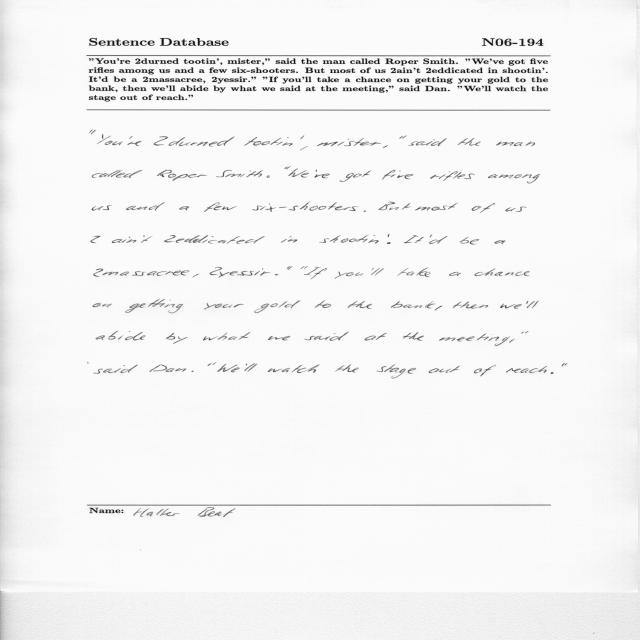 Sentence Database N06-194
"You're 2durned tootin', mister," said the man called Roper Smith. "We've got five
rifles among us and a few six-shooters. But most of us 2ain't 2eddicated in shootin'.
It'd be a 2massacree, 2yessir." "If you'll take a chance on getting your gold to the
bank, then we'll abide by what we said at the meeting," said Dan. "We'll watch the
stage out of reach."
"You're 2durned tootin', mister," said the man
called Roper Smith. "We've got five rifles among
us and a few six-shooters. But most of us
2 ain't 2eddicated in shootin'. It'd be a
2massacree, 2yessir." "If you'll take a chance
on getting your gold to the bank, then we'll
abide by what we said at the meeting,"
said Dan. "We'll watch the stage out of reach."
Name: Beat